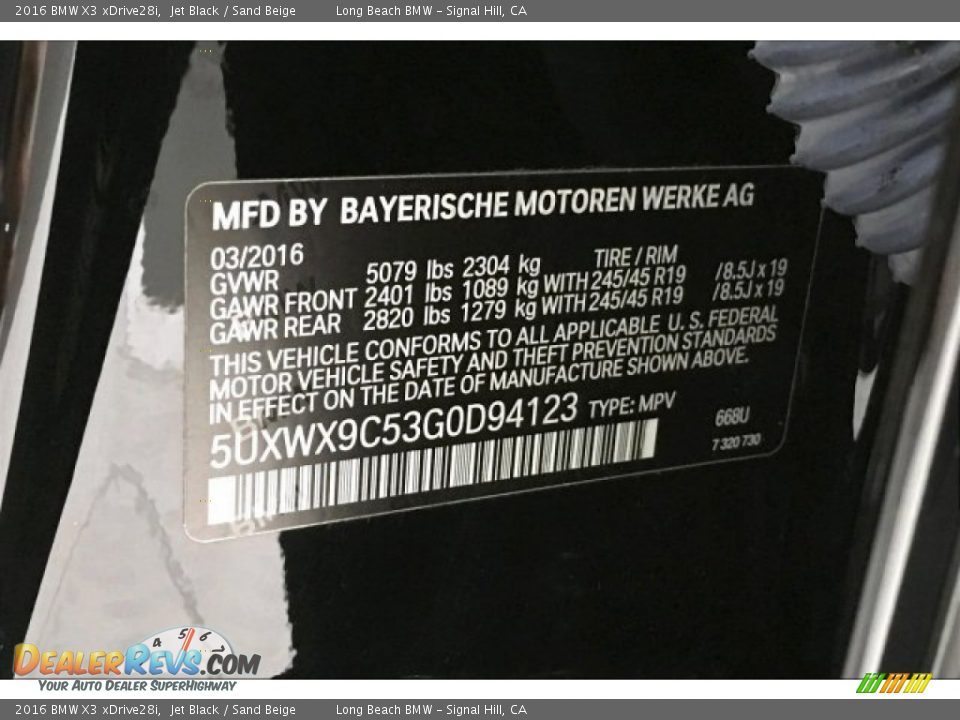 2016 BMW X3 xDrive28i, Jet Black / Sand Beige Long Beach BMW - Signal Hill, CA
MFD BY BAYERISCHE MOTOREN WERKE AG
03/2016 TIRE / RIM
GVWR 5079 lbs 2304 kg
GAWR FRONT 2401 lbs 1089 kg WITH 245/45 R19 /8.5J x 19
GAWR REAR 2820 lbs 1279 kg WITH 245/45 R19 /8.5J x 19
THIS VEHICLE CONFORMS TO ALL APPLICABLE U.S. FEDERAL
MOTOR VEHICLE SAFETY AND THEFT PREVENTION STANDARDS
IN EFFECT ON THE DATE OF MANUFACTURE SHOWN ABOVE.
5UXWX9C53G0D94123 TYPE: MPV 668U
7 320 730
4 5 6
DealerRevs.com
Your Auto Dealer SuperHighway
2016 BMW X3 xDrive28i, Jet Black / Sand Beige Long Beach BMW - Signal Hill, CA